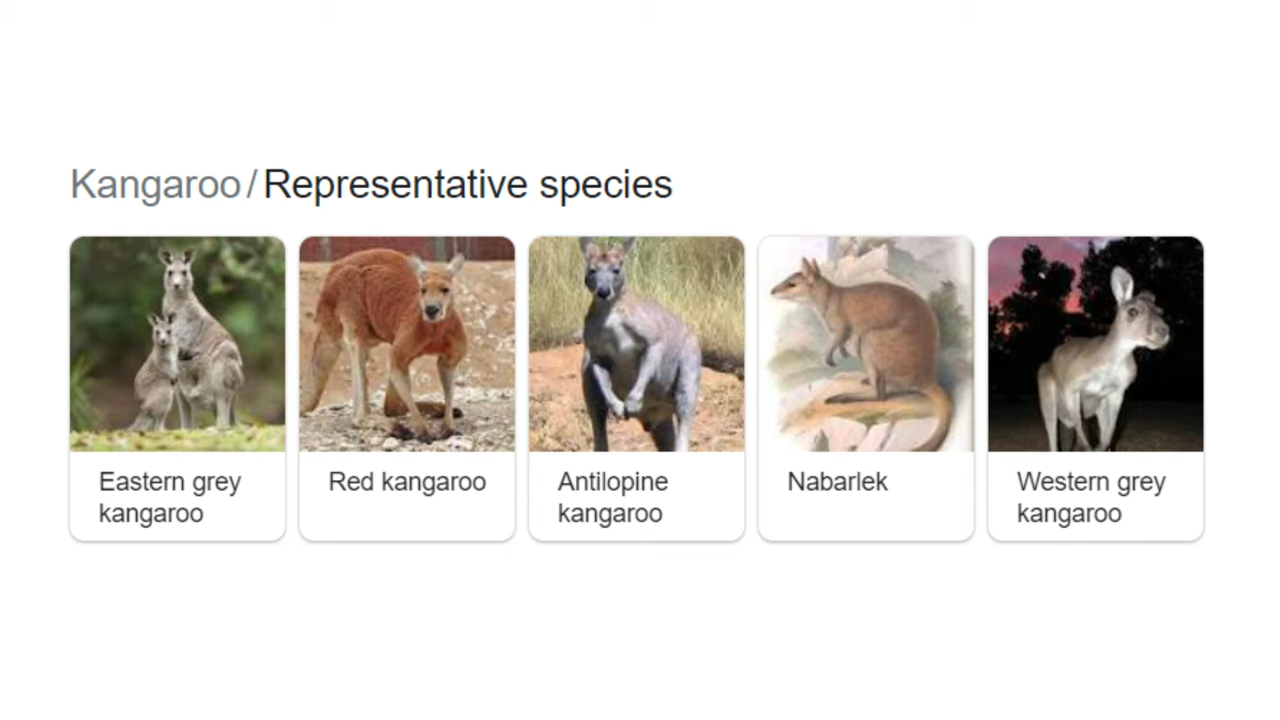 Kangaroo/Representative species
Eastern grey
kangaroo
Red kangaroo
Antilopine
kangaroo
Nabarlek
Western grey
kangaroo